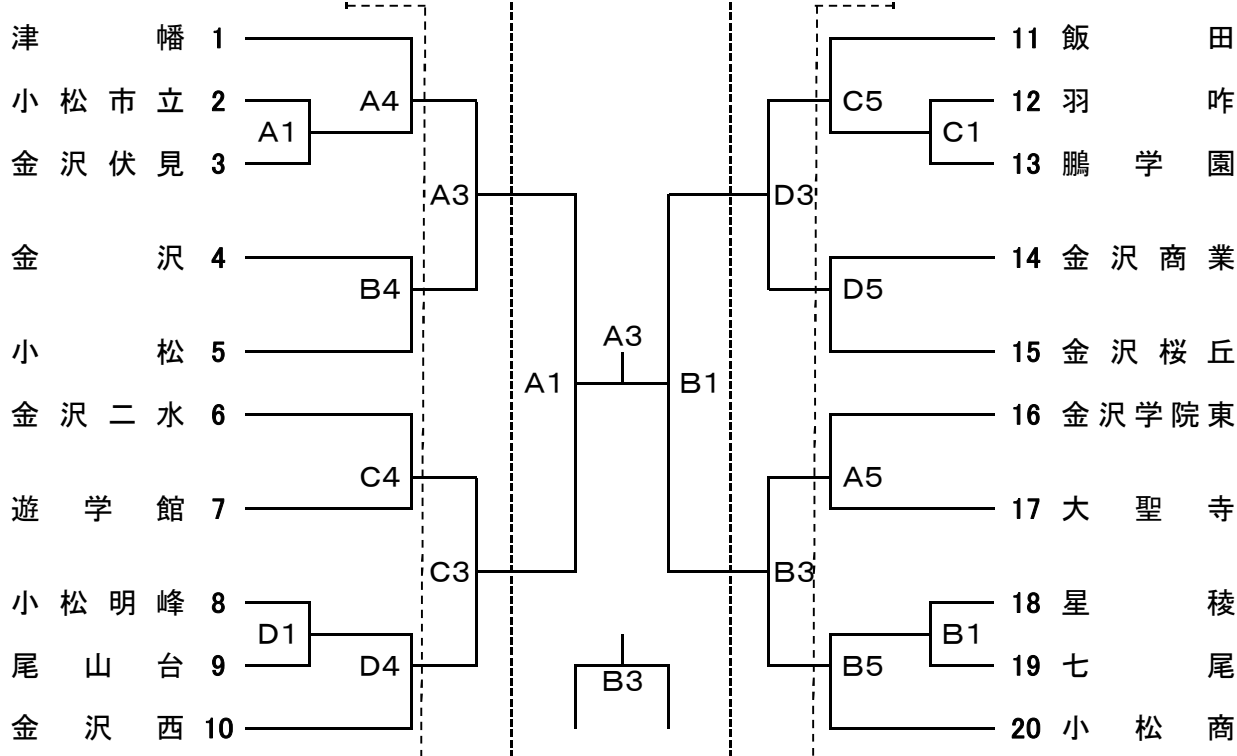 津幡 1
小松市立 2
金沢伏見 3
金沢 4
小松 5
金沢二水 6
遊学館 7
小松明峰 8
尾山台 9
金沢西 10
A1
A4
B4
C4
D1
D4
A3
C3
A1
A3
B1
B3
D3
B3
C5
C1
D5
A5
B1
B5
11 飯田
12 羽咋
13 鵬学園
14 金沢商業
15 金沢桜丘
16 金沢学院東
17 大聖寺
18 星稜
19 七尾
20 小松商